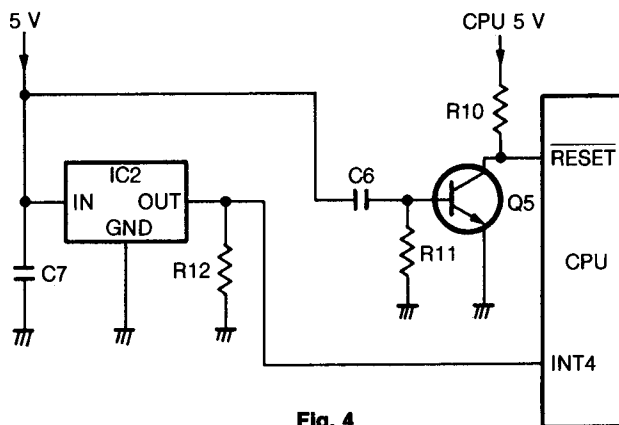 5 V
CPU 5 V
R10
RESET
IC2
IN
OUT
GND
C6
Q5
C7
R12
R11
CPU
INT4
Fig. 4